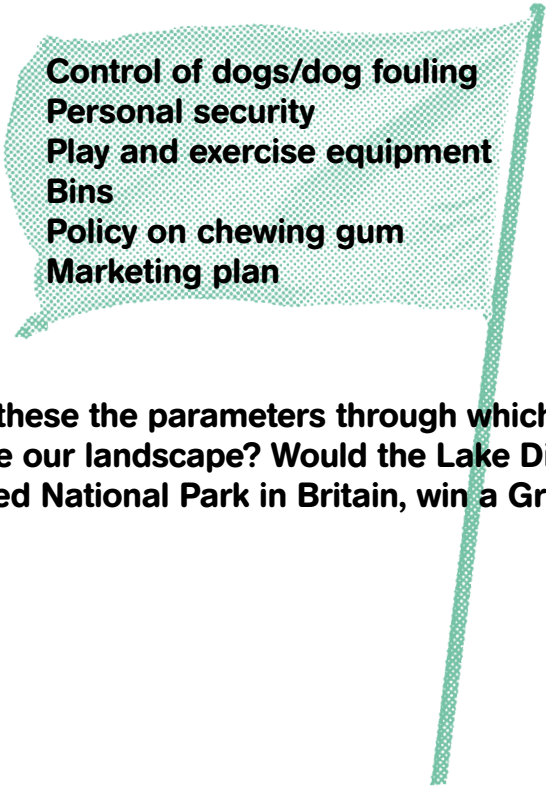 Control of dogs/dog fouling
Personal security
Play and exercise equipment
Bins
Policy on chewing gum
Marketing plan
these the parameters through which
e our landscape? Would the Lake Di
ed National Park in Britain, win a Gr